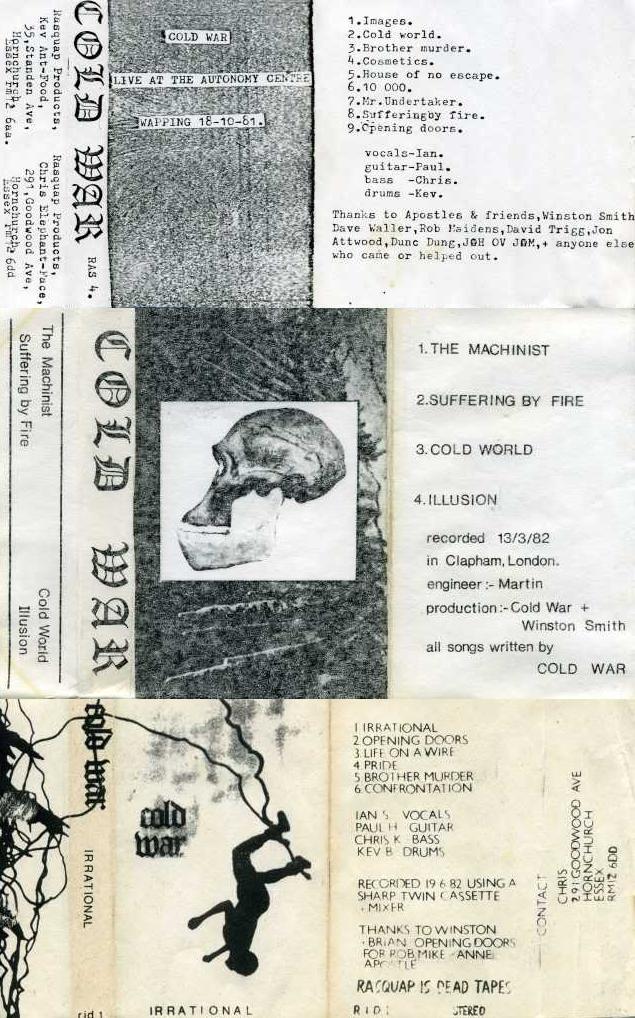 Rasquap Products,
Kev Ant-Food,
35, Standen Ave,
Hornchurch,
Essex
6aa.
Rasquap Products,
Chris Elephant-Face,
291, Goodwood Ave,
Hornchurch,
Essex
6dd
COLD WAR
RAS 4.
COLD WAR
LIVE AT THE AUTONOMY CENTRE
WAPPING 18-10-81.
1.Images.
2.Cold world.
3.Brother murder.
4.Cosmetics.
5.House of no escape.
6.10 000.
7.Mr.Undertaker.
8.Sufferingby fire.
9.Opening doors.
vocals-Ian.
guitar-Paul.
bass -Chris.
drums -Kev.
Thanks to Apostles & friends,Winston Smith
Dave Waller,Rob Maidens,David Trigg,Jon
Attwood,Dunc Dung,JOH OV JOM,+ anyone else
who came or helped out.
The Machinist
Suffering by Fire
Cold World
Illusion
COLD WAR
1.THE MACHINIST
2.SUFFERING BY FIRE
3.COLD WORLD
4.ILLUSION
recorded 13/3/82
in Clapham, London.
engineer :- Martin
production :-Cold War +
Winston Smith
all songs written by
COLD WAR
cold war
IRRATIONAL
rid 1
cold
war
IRRATIONAL
1 IRRATIONAL
2 OPENING DOORS
3 LIFE ON A WIRE
4 PRIDE
5 BROTHER MURDER
6 CONFRONTATION
IAN S VOCALS
PAUL H GUITAR
CHRIS K BASS
KEV B DRUMS
RECORDED 19 6 82 USING A
SHARP TWIN CASSETTE
+ MIXER
THANKS TO WINSTON
+ BRIAN OPENING DOORS
FOR ROB MIKE + ANNE
APOSTLE
RASQUAP IS DEAD TAPES
R I D 1 STEREO
CONTACT
CHRIS
291 GOODWOOD AVE
HORNCHURCH
ESSEX
RM12 6DD